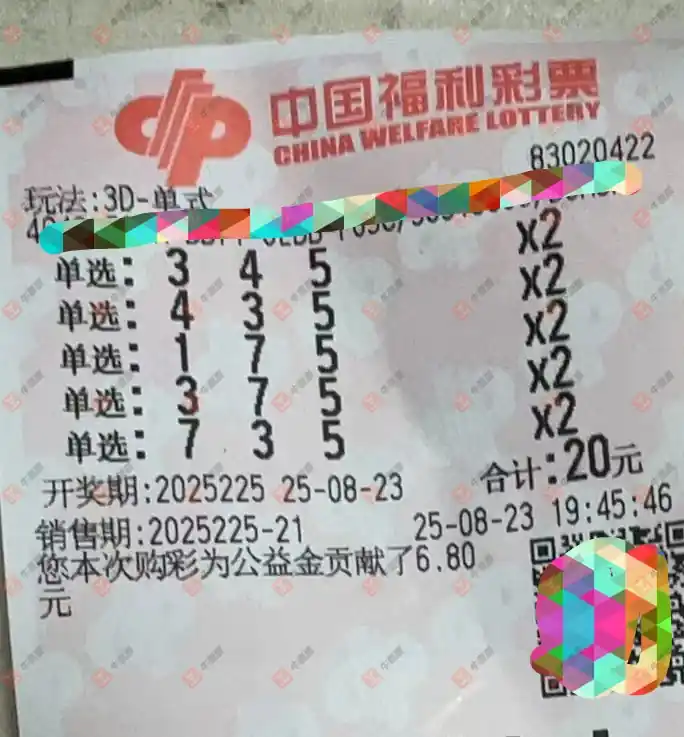 中国福利彩票
CHINA WELFARE LOTTERY
83020422
玩法:3D-单式
单选: 3 4 5 x2
单选: 4 3 5 x2
单选: 1 7 5 x2
单选: 3 7 5 x2
单选: 7 3 5 x2
合计:20元
开奖期:2025225 25-08-23
销售期:2025225-21 25-08-23 19:45:46
您本次购彩为公益金贡献了6.80
元